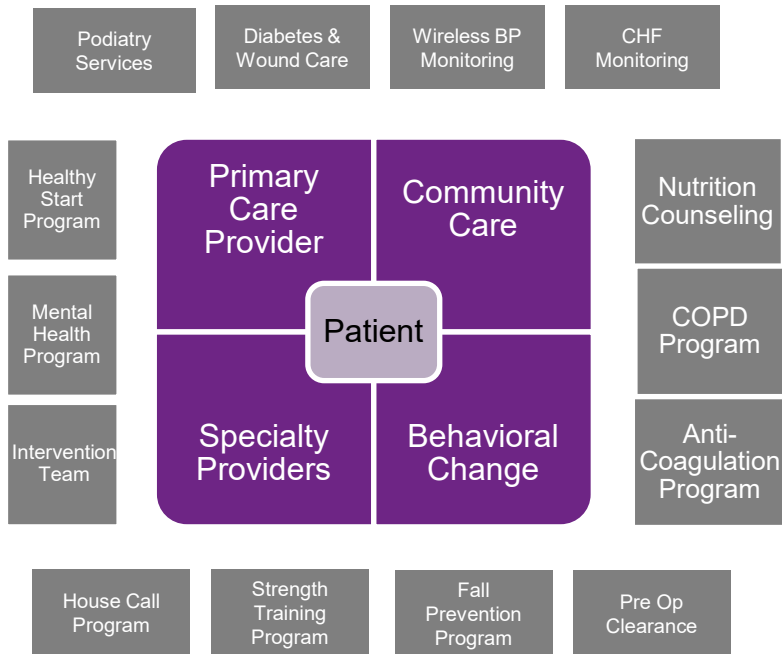 Podiatry
Services
Diabetes &
Wound Care
Wireless BP
Monitoring
CHF
Monitoring
Healthy
Start
Program
Mental
Health
Program
Intervention
Team
Primary
Care
Provider
Community
Care
Patient
Specialty
Providers
Behavioral
Change
Nutrition
Counseling
COPD
Program
Anti-
Coagulation
Program
House Call
Program
Strength
Training
Program
Fall
Prevention
Program
Pre Op
Clearance